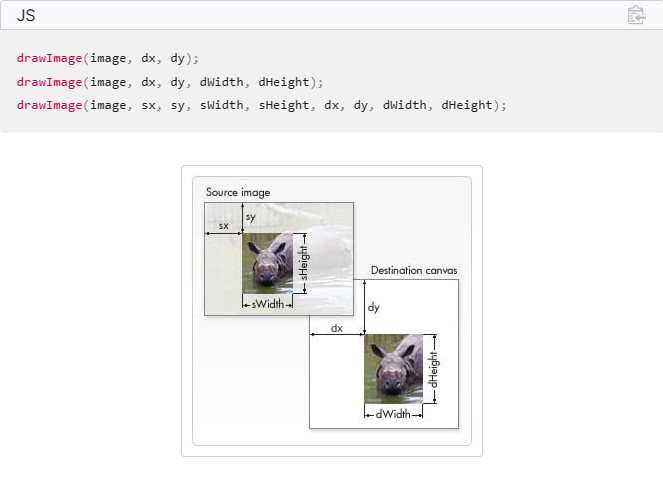 JS
drawImage(image, dx, dy);
drawImage(image, dx, dy, dWidth, dHeight);
drawImage(image, sx, sy, sWidth, sHeight, dx, dy, dWidth, dHeight);
Source image
sy
sx
sHeight
sWidth
Destination canvas
dy
dx
dHeight
dWidth